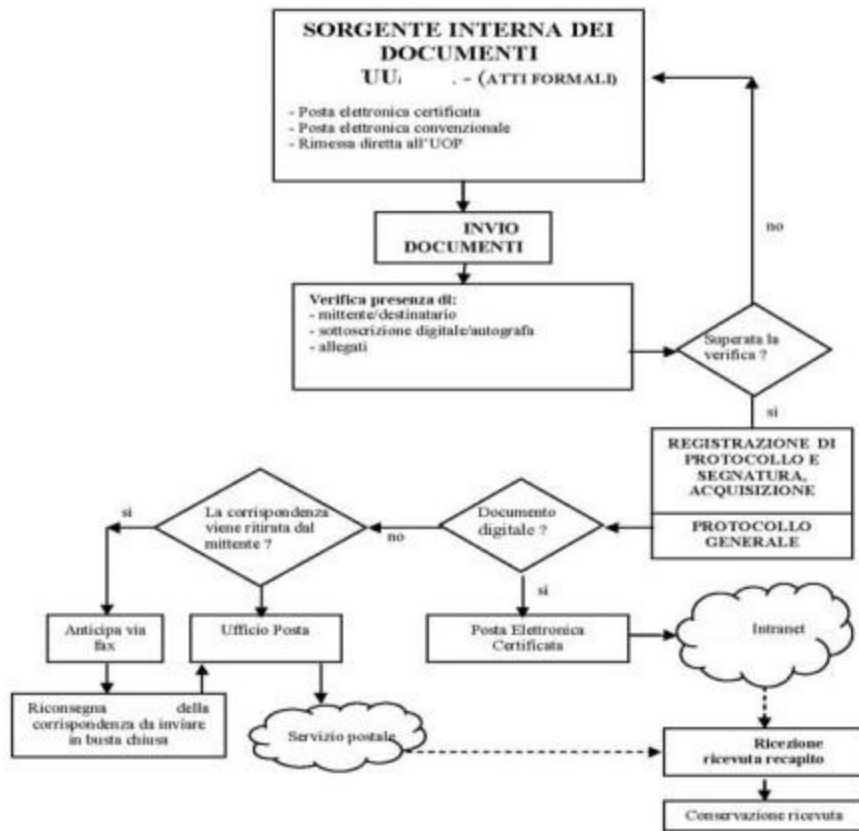 SORGENTE INTERNA DEI
DOCUMENTI
UU. . - (ATTI FORMALI)
- Posta elettronica certificata
- Posta elettronica convenzionale
- Rimessa diretta all'UOP
INVIO
DOCUMENTI
no
Verifica presenza di:
- mittente/destinatario
- sottoscrizione digitale/autografa
- allegati
Superata la
verifica ?
si
REGISTRAZIONE DI
PROTOCOLLO E
SEGNATURA,
ACQUISIZIONE
PROTOCOLLO
GENERALE
Documento
digitale ?
no
La corrispondenza
viene ritirata dal
mittente ?
si
si
Anticipa via
fax
Ufficio Posta
Posta Elettronica
Certificata
Intranet
Riconsegna della
corrispondenza da inviare
in busta chiusa
Servizio postale
Ricezione
ricevuta recapito
Conservazione ricevuta